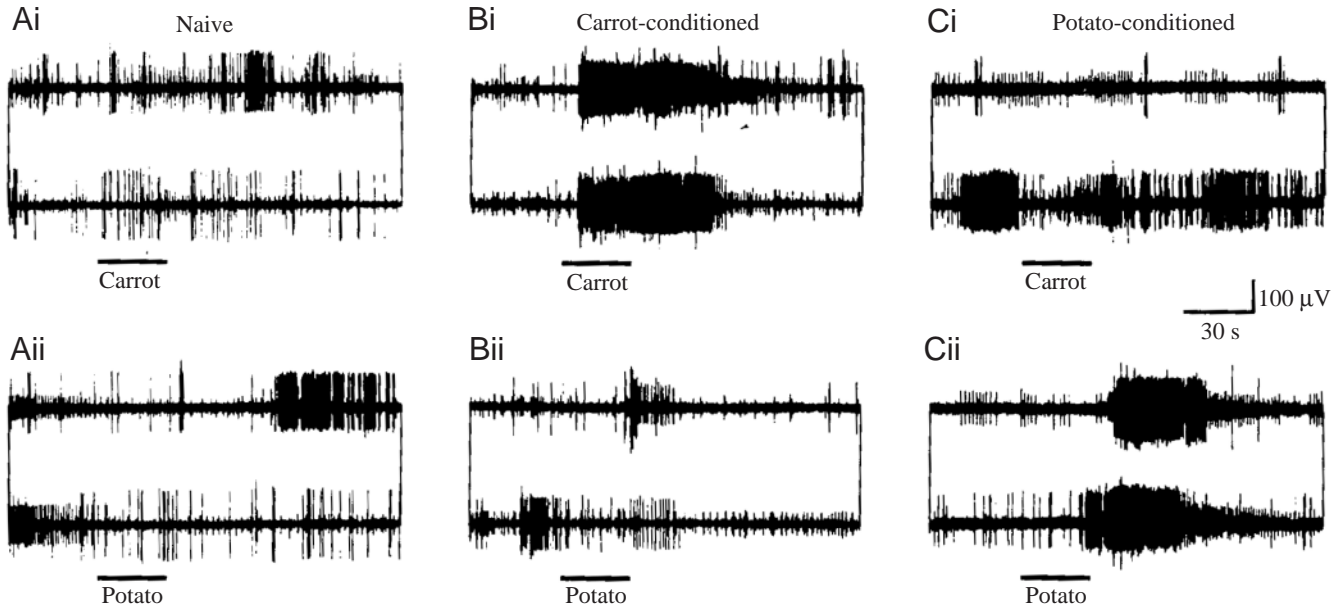 Ai
Naive
Bi
Carrot-conditioned
Ci
Potato-conditioned
Carrot
Carrot
Carrot
100 μV
30 s
Aii
Bii
Cii
Potato
Potato
Potato